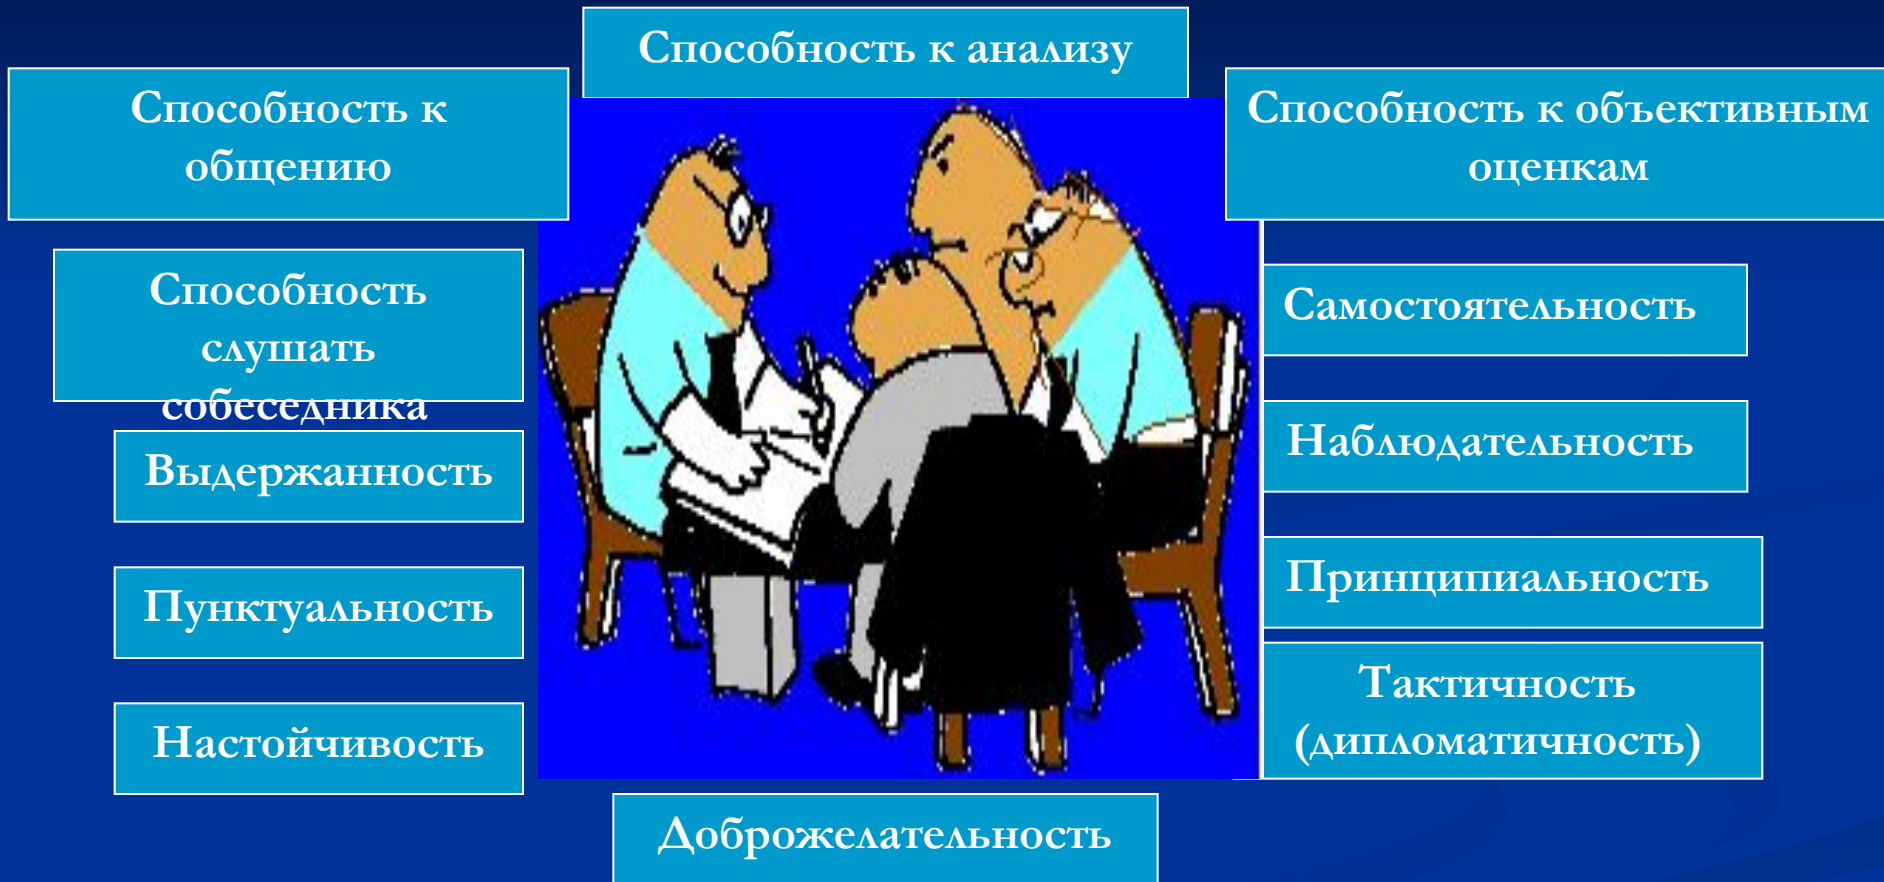 Способность к анализу
Способность к
общению
Способность к объективным
оценкам
Способность
слушать
собеседника
Самостоятельность
Выдержанность
Наблюдательность
Пунктуальность
Принципиальность
Настойчивость
Тактичность
(дипломатичность)
Доброжелательность